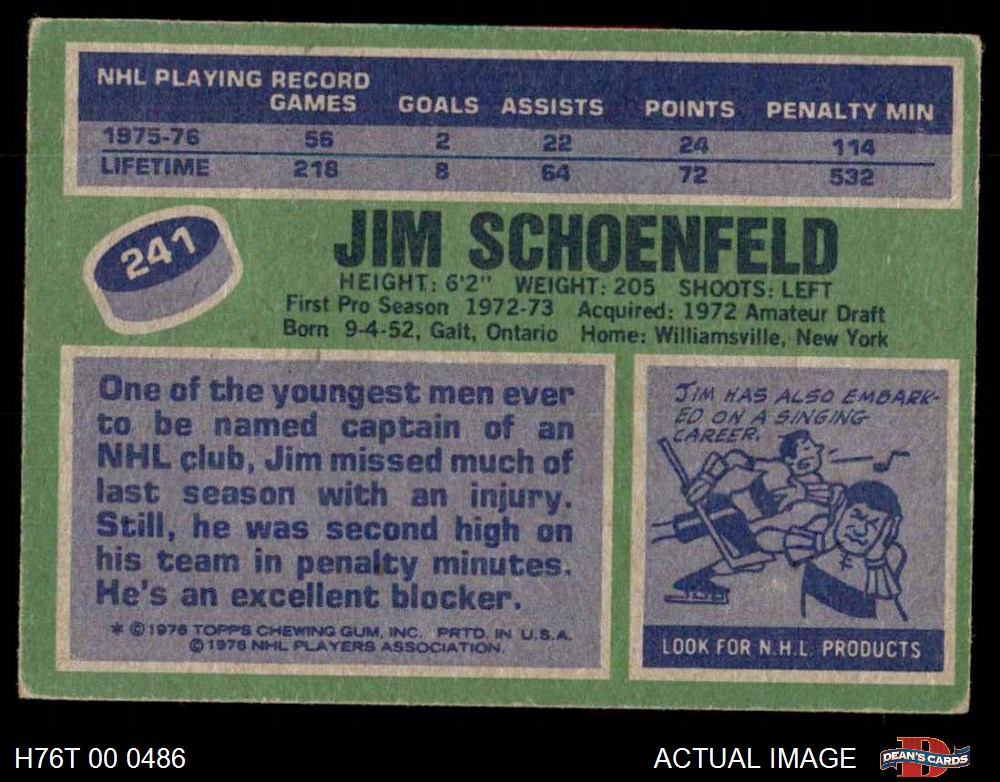 NHL PLAYING RECORD
GAMES GOALS ASSISTS POINTS PENALTY MIN
1975-76 56 2 22 24 114
LIFETIME 218 8 64 72 532
241
JIM SCHOENFELD
HEIGHT: 6'2" WEIGHT: 205 SHOOTS: LEFT
First Pro Season 1972-73 Acquired: 1972 Amateur Draft
Born 9-4-52, Galt, Ontario Home: Williamsville, New York
One of the youngest men ever
to be named captain of an
NHL club, Jim missed much of
last season with an injury.
Still, he was second high on
his team in penalty minutes.
He's an excellent blocker.
* © 1976 TOPPS CHEWING GUM, INC. PRTD. IN U.S.A.
© 1976 NHL PLAYERS ASSOCIATION.
JIM HAS ALSO EMBARK-
ED ON A SINGING
CAREER.
LOOK FOR N.H.L. PRODUCTS
H76T 00 0486
ACTUAL IMAGE
DEAN'S CARDS